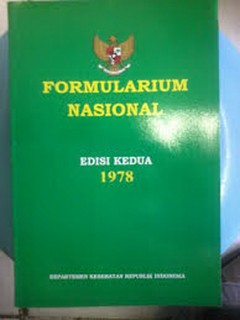 FORMULARIUM
NASIONAL
EDISI KEDUA
1978
DEPARTEMEN KESEHATAN REPUBLIK INDONESIA